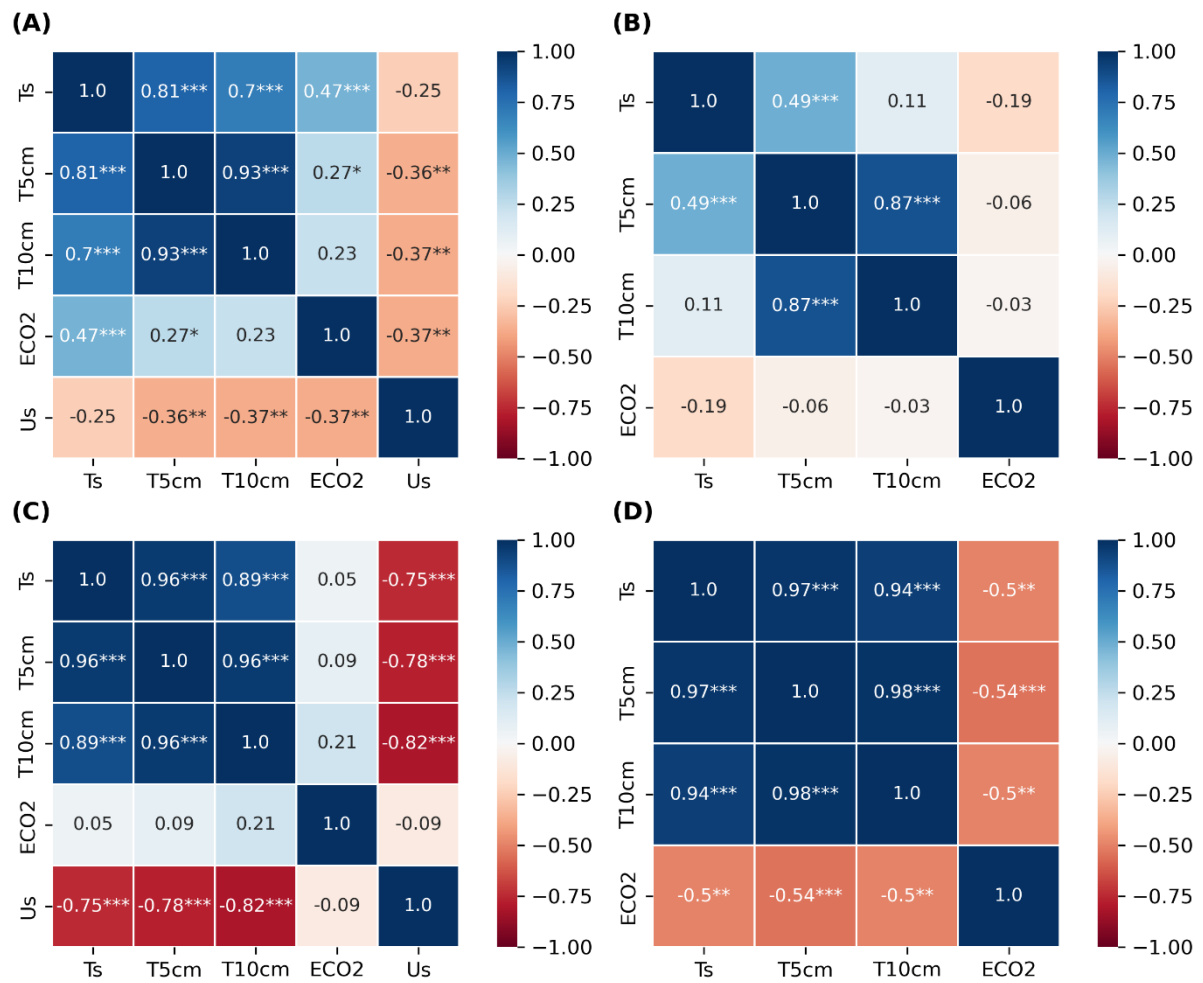 (A)
Ts 1.0 0.81*** 0.7*** 0.47*** -0.25
T5cm 0.81*** 1.0 0.93*** 0.27* -0.36**
T10cm 0.7*** 0.93*** 1.0 0.23 -0.37**
ECO2 0.47*** 0.27* 0.23 1.0 -0.37**
Us -0.25 -0.36** -0.37** -0.37** 1.0
Ts T5cm T10cm ECO2 Us
1.00
0.75
0.50
0.25
0.00
−0.25
−0.50
−0.75
−1.00
(B)
Ts 1.0 0.49*** 0.11 -0.19
T5cm 0.49*** 1.0 0.87*** -0.06
T10cm 0.11 0.87*** 1.0 -0.03
ECO2 -0.19 -0.06 -0.03 1.0
Ts T5cm T10cm ECO2
1.00
0.75
0.50
0.25
0.00
−0.25
−0.50
−0.75
−1.00
(C)
Ts 1.0 0.96*** 0.89*** 0.05 -0.75***
T5cm 0.96*** 1.0 0.96*** 0.09 -0.78***
T10cm 0.89*** 0.96*** 1.0 0.21 -0.82***
ECO2 0.05 0.09 0.21 1.0 -0.09
Us -0.75*** -0.78*** -0.82*** -0.09 1.0
Ts T5cm T10cm ECO2 Us
1.00
0.75
0.50
0.25
0.00
−0.25
−0.50
−0.75
−1.00
(D)
Ts 1.0 0.97*** 0.94*** -0.5**
T5cm 0.97*** 1.0 0.98*** -0.54***
T10cm 0.94*** 0.98*** 1.0 -0.5**
ECO2 -0.5** -0.54*** -0.5** 1.0
Ts T5cm T10cm ECO2
1.00
0.75
0.50
0.25
0.00
−0.25
−0.50
−0.75
−1.00